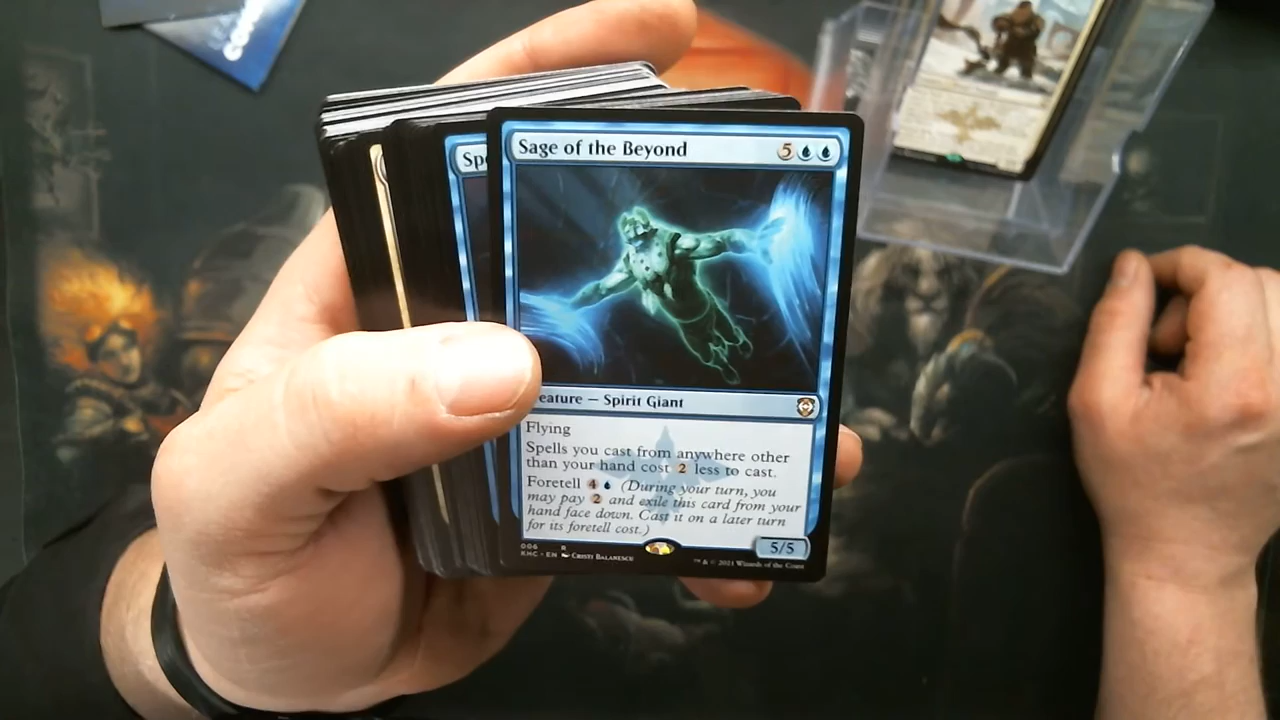 Sage of the Beyond 5
Spe
reature — Spirit Giant
Flying
Spells you cast from anywhere other
than your hand cost 2 less to cast.
Foretell 4 (During your turn, you
may pay 2 and exile this card from your
hand face down. Cast it on a later turn
for its foretell cost.)
5/5
006 R
KHC • EN Cristi Balanescu
™ & © 2021 Wizards of the Coast